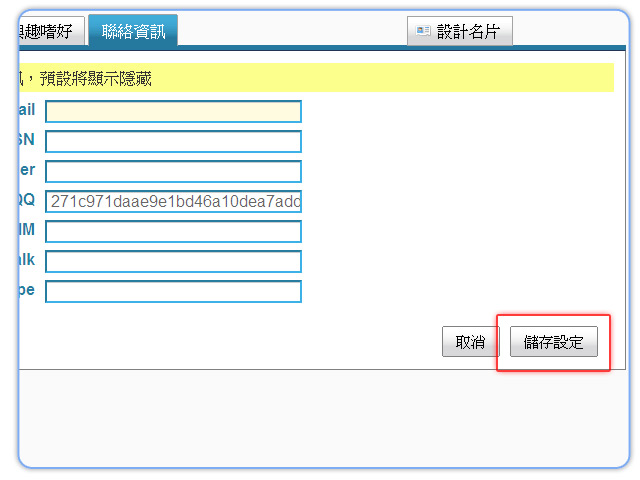 興趣嗜好 聯絡資訊 設計名片
訊，預設將顯示隱藏
ail
SN
er
QQ 271c971daae9e1bd46a10dea7adc
IM
alk
pe
取消 儲存設定